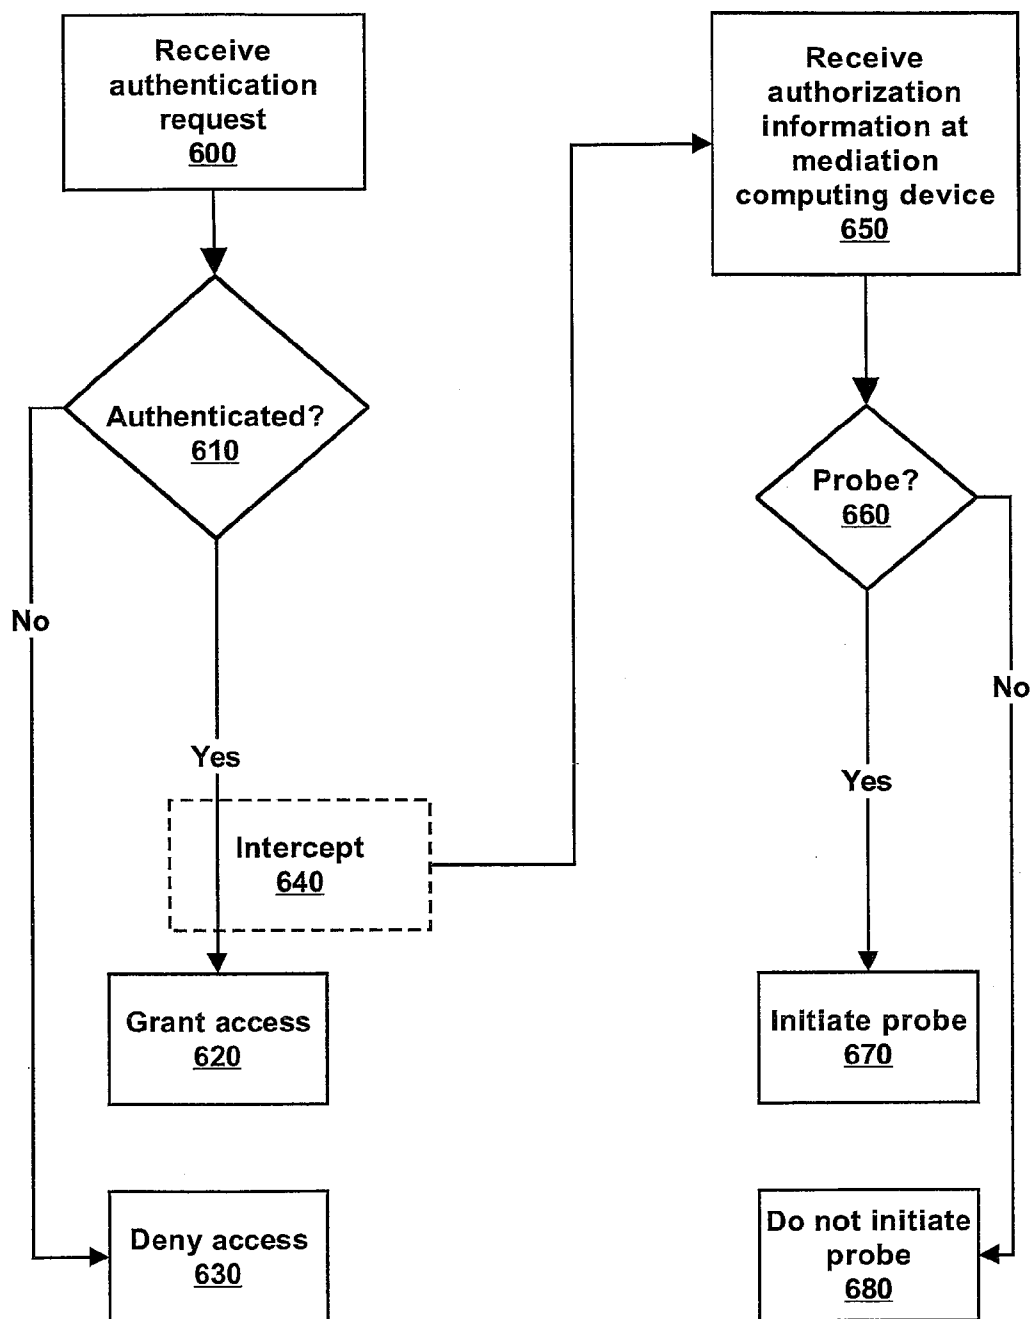 Receive
authentication
request
600
Authenticated?
610
No
Yes
Intercept
640
Grant access
620
Deny access
630
Receive
authorization
information at
mediation
computing device
650
Probe?
660
No
Yes
Initiate probe
670
Do not initiate
probe
680